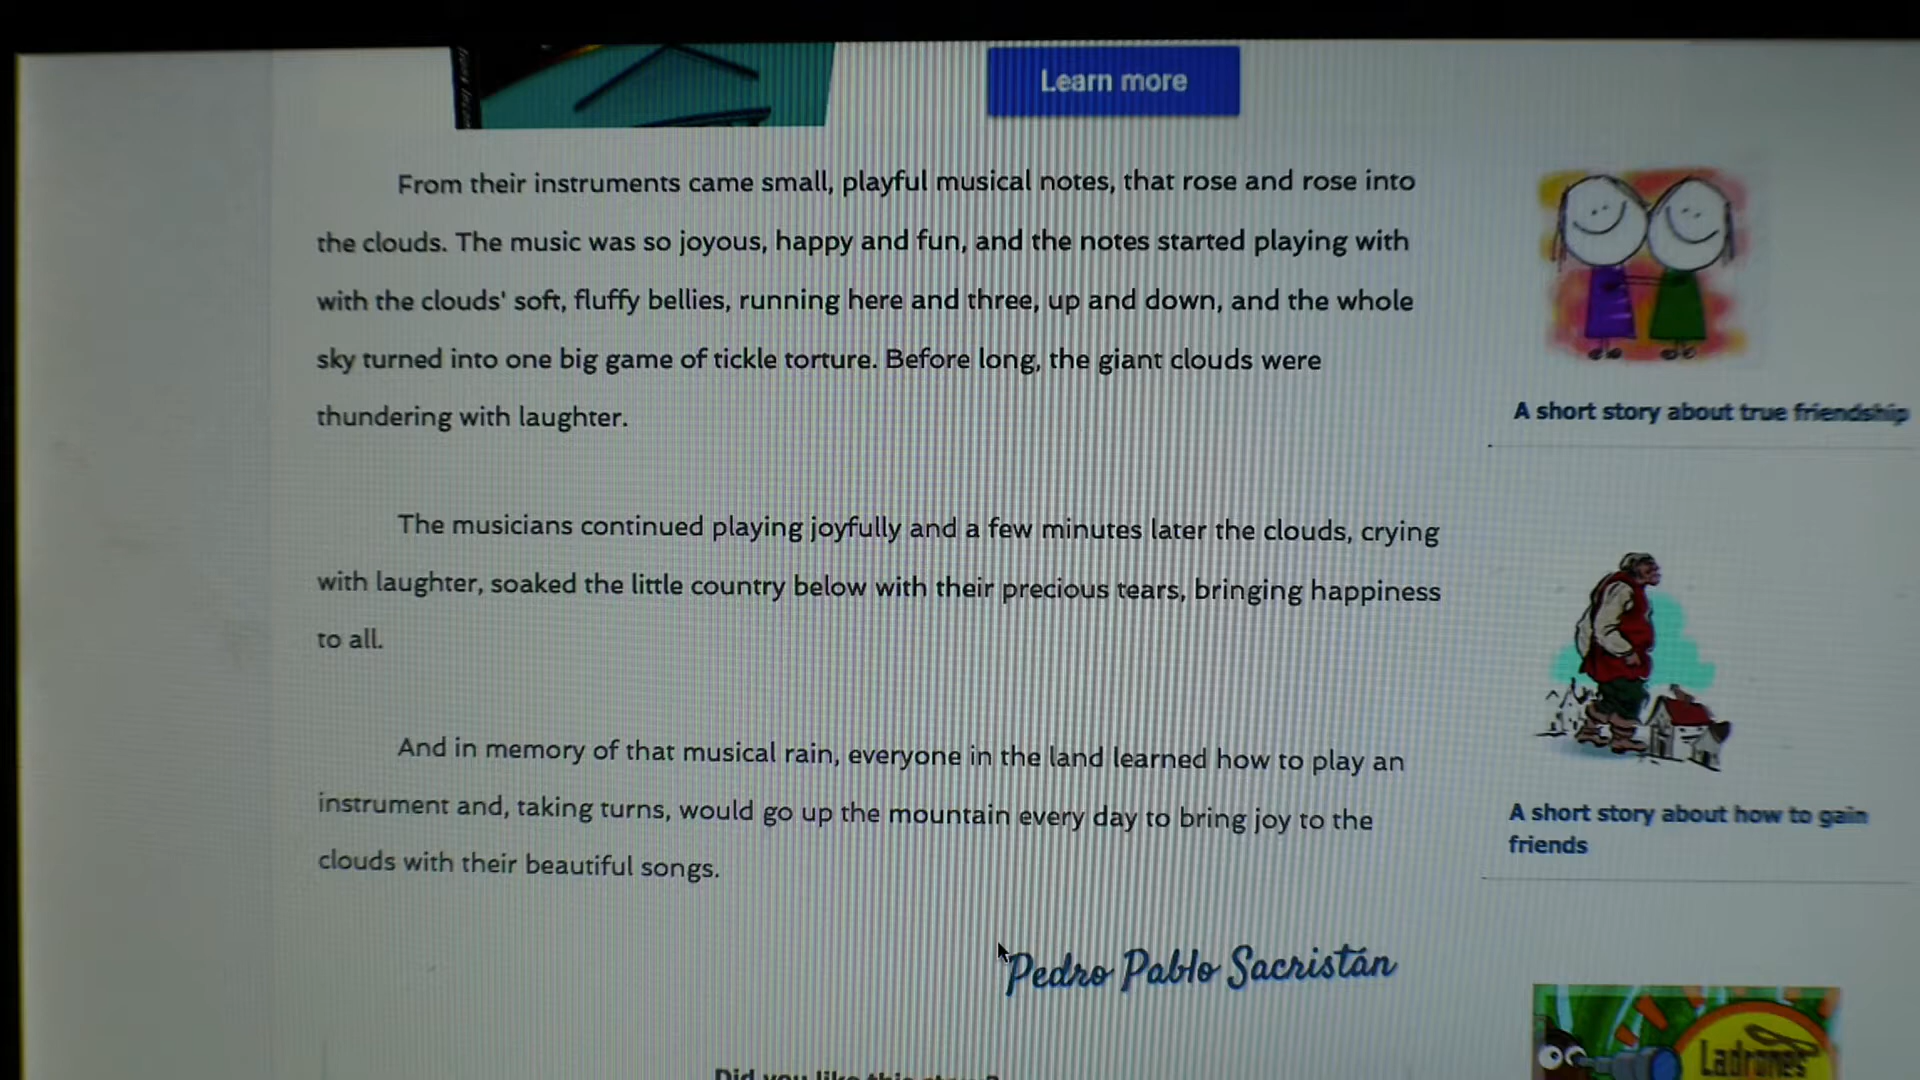 Learn more
From their instruments came small, playful musical notes, that rose and rose into
the clouds. The music was so joyous, happy and fun, and the notes started playing with
with the clouds' soft, fluffy bellies, running here and three, up and down, and the whole
sky turned into one big game of tickle torture. Before long, the giant clouds were
thundering with laughter.
The musicians continued playing joyfully and a few minutes later the clouds, crying
with laughter, soaked the little country below with their precious tears, bringing happiness
to all.
And in memory of that musical rain, everyone in the land learned how to play an
instrument and, taking turns, would go up the mountain every day to bring joy to the
clouds with their beautiful songs.
Pedro Pablo Sacristán
Did you like this story?
A short story about true friendship
A short story about how to gain
friends
Ladrones